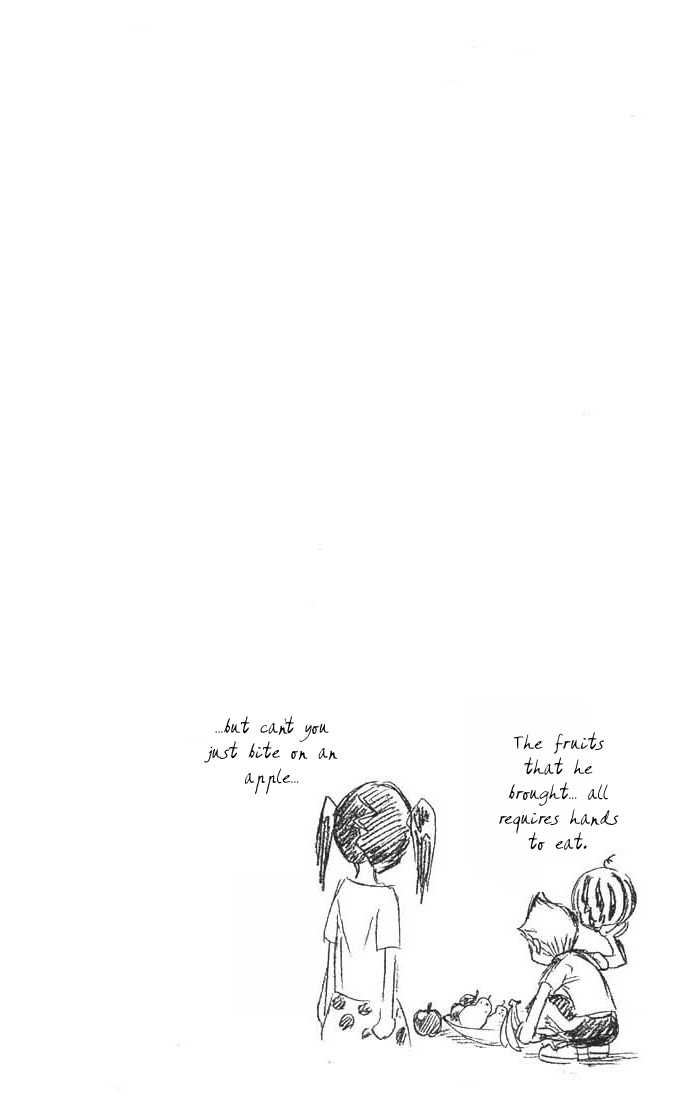 The fruits
that he
brought... all
requires hands
to eat.
...but can't you
just bite on an
apple...